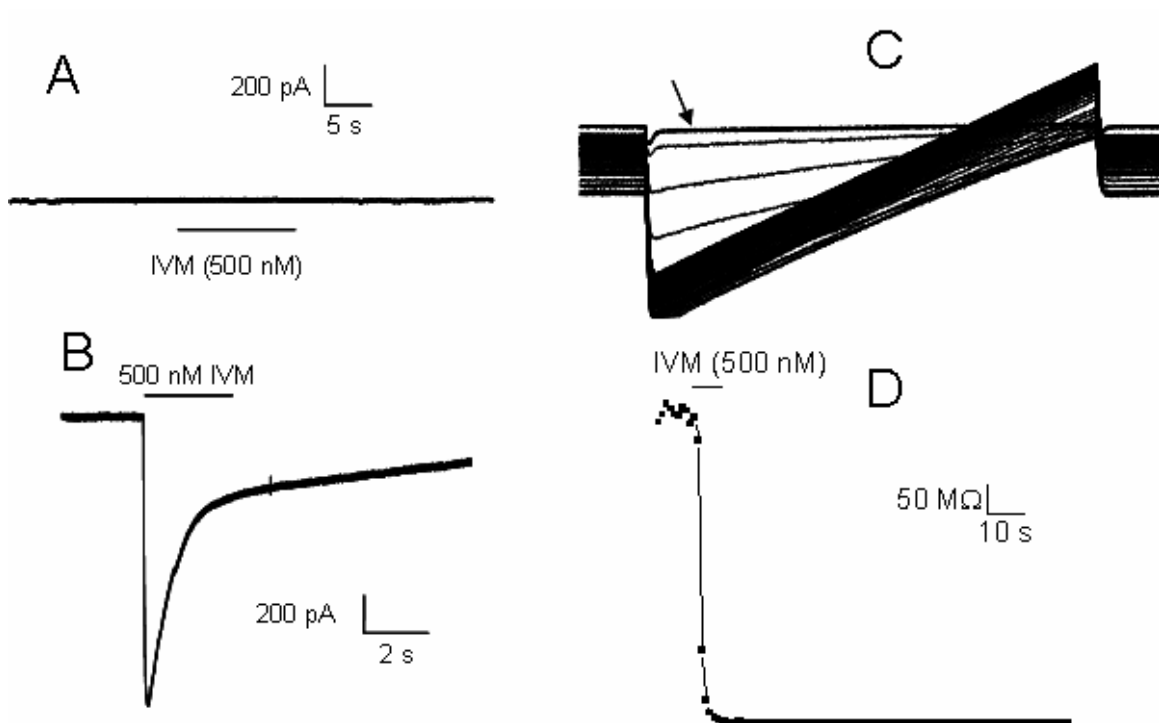 A
200 pA
5 s
IVM (500 nM)
B
500 nM IVM
200 pA
2 s
C
IVM (500 nM)
D
50 MΩ
10 s